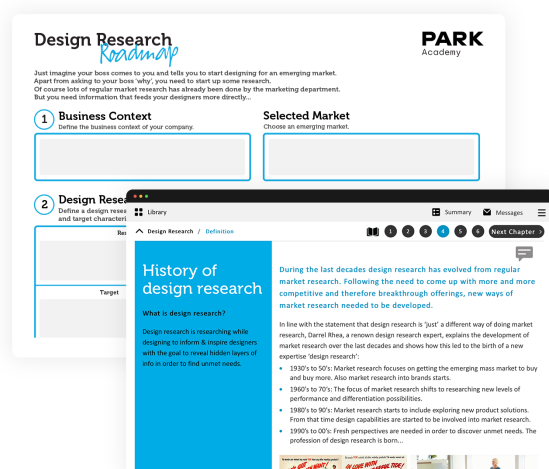 Design Research
Roadmap
PARK
Academy
Just imagine your boss comes to you and tells you to start designing for an emerging market.
Apart from asking to your boss 'why', you need to start up some research.
Of course lots of regular market research has already been done by the marketing department.
But you need information that feeds your designers more directly...
1 Business Context
Define the business context of your company.
Selected Market
Choose an emerging market.
2 Design Resea
Define a design resea
and target characteri
Res
Target
Library
Summary
Messages
Design Research / Definition
1 2 3 4 5 6 Next Chapter >
History of
design research
What is design research?
Design research is researching while
designing to inform & inspire designers
with the goal to reveal hidden layers of
info in order to find unmet needs.
During the last decades design research has evolved from regular
market research. Following the need to come up with more and more
competitive and therefore breakthrough offerings, new ways of
market research needed to be developed.
In line with the statement that design research is 'just' a different way of doing market
research, Darrel Rhea, a renown design research expert, explains the development of
market research over the last decades and shows how this led to the birth of a new
expertise 'design research':
• 1930's to 50's: Market research focuses on getting the emerging mass market to buy
and buy more. Also market research into brands starts.
• 1960's to 70's: The focus of market research shifts to researching new levels of
performance and differentiation possibilities.
• 1980's to 90's: Market research starts to include exploring new product solutions.
From that time design capabilities are started to be involved into market research.
• 1990's to 00's: Fresh perspectives are needed in order to discover unmet needs. The
profession of design research is born...